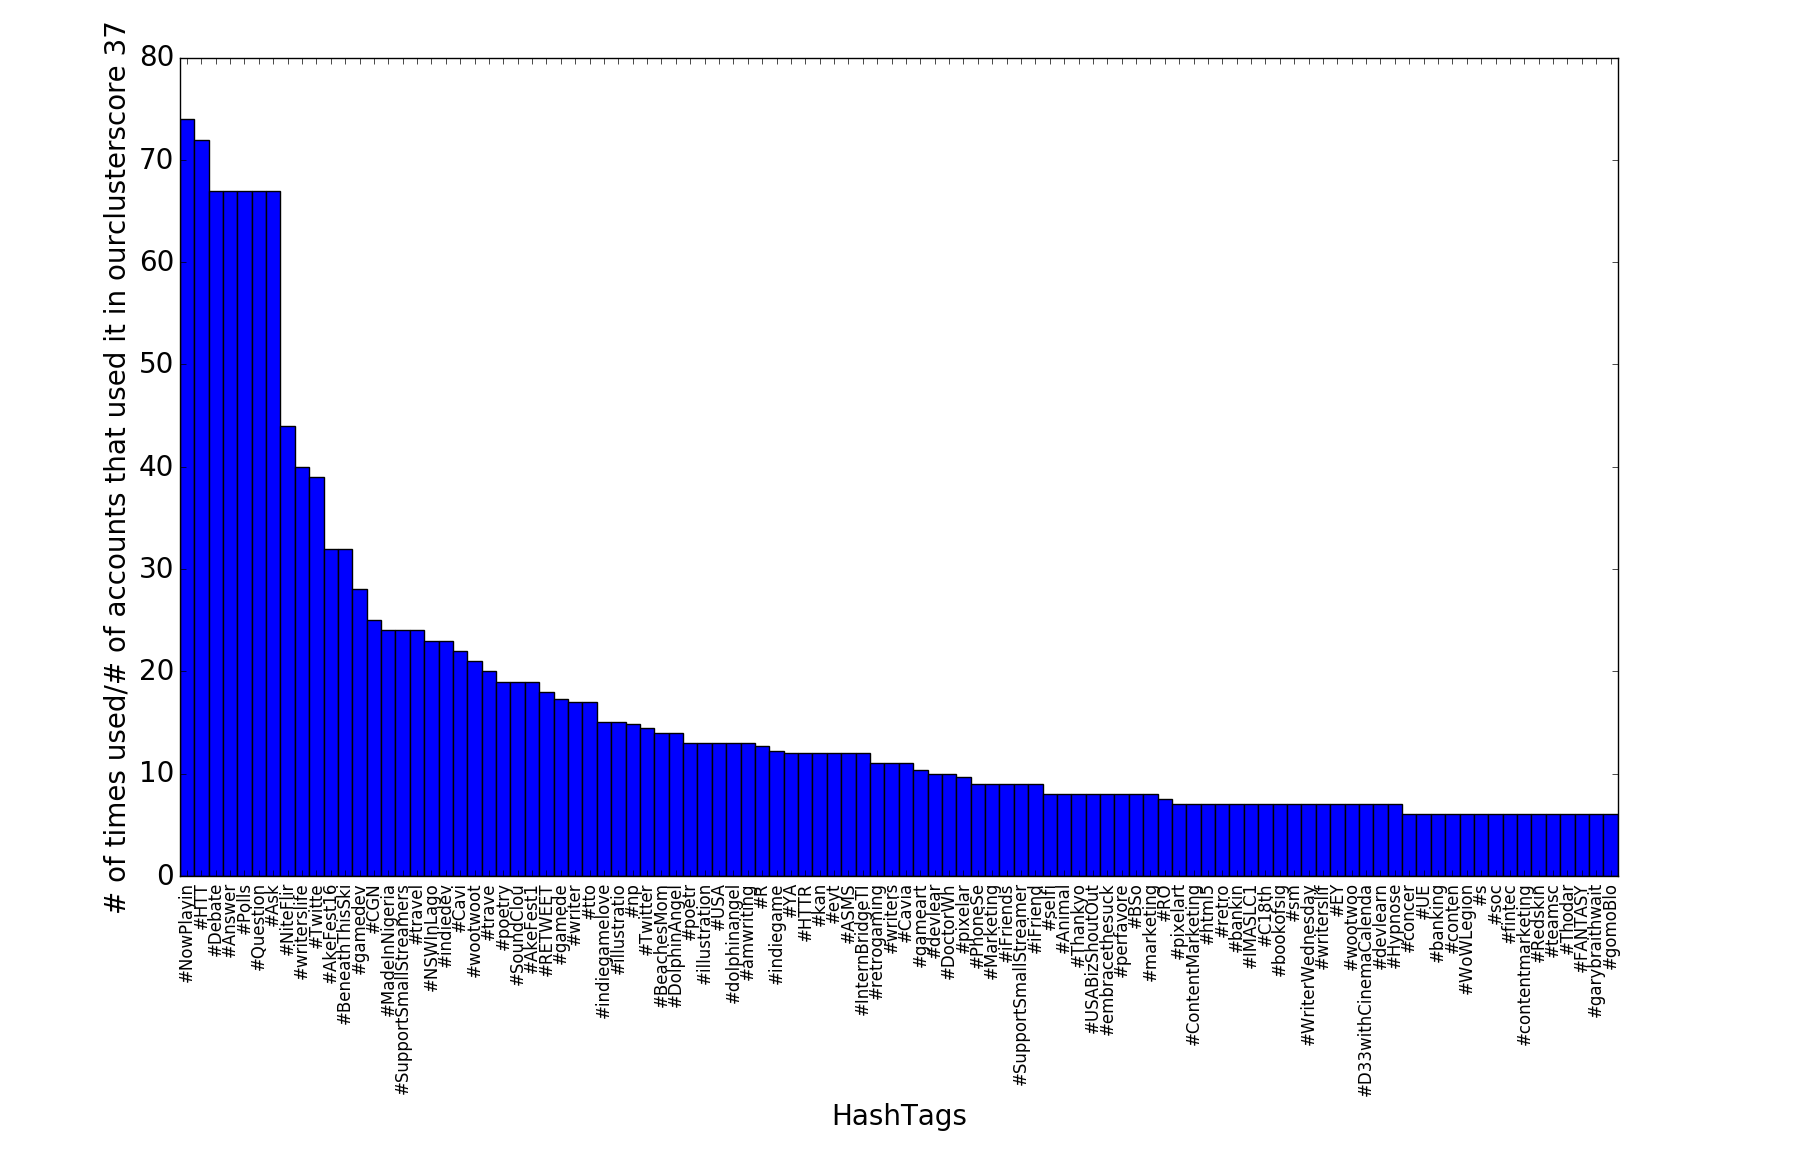 # of times used/# of accounts that used it in ourclusterscore 37
80
70
60
50
40
30
20
10
0
#NowPlayin
#HTT
#Debate
#Answer
#Polls
#Question
#Ask
#NiteFlir
#writerslife
#Twitte
#AkeFest16
#BeneathThisSki
#gamedev
#CGN
#MadeInNigeria
#SupportSmallStreamers
#travel
#NSWInLago
#indiedev
#Cavi
#wootwoot
#trave
#poetry
#SoundClou
#AkeFest1
#RETWEET
#gamede
#writer
#tto
#indiegamelove
#illustratio
#np
#Twitter
#BeachesMom
#DolphinAngel
#poetr
#illustration
#USA
#dolphinangel
#amwriting
#R
#indiegame
#YA
#HTTR
#kan
#eyt
#ASMS
#InternBridgeTI
#retrogaming
#writers
#Cavia
#gameart
#devlear
#DoctorWh
#pixelar
#PhoneSe
#Marketing
#iFriends
#SupportSmallStreamer
#iFriend
#selfi
#Animal
#Thankyo
#USABizShoutOut
#embracethesuck
#perfavore
#BSo
#marketing
#RO
#pixelart
#ContentMarketing
#html5
#retro
#bankin
#IMASLC1
#C18th
#bookofsig
#sm
#WriterWednesday
#writerslif
#EY
#wootwoo
#D33withCinemaCalenda
#devlearn
#Hypnose
#concer
#UE
#banking
#conten
#WoWLegion
#s
#soc
#fintec
#contentmarketing
#Redskin
#teamsc
#Thodar
#FANTASY
#garybraithwait
#gomoBlo
HashTags